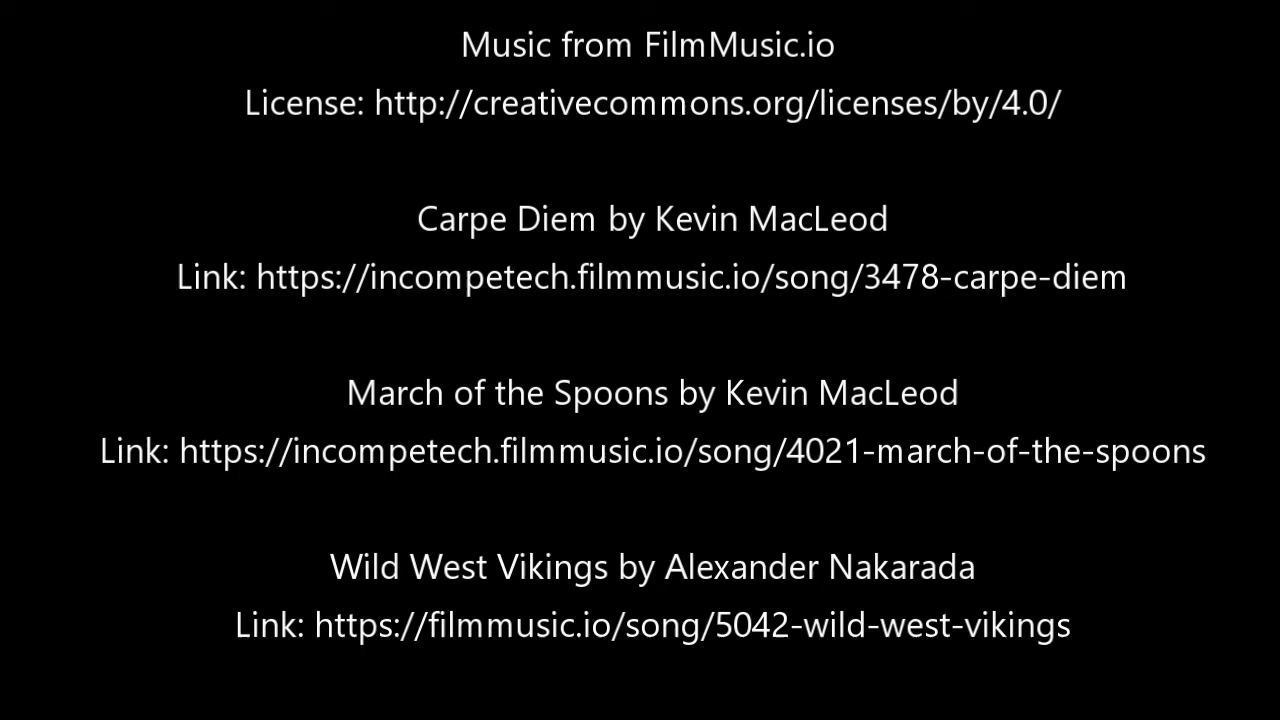 Music from FilmMusic.io
License: http://creativecommons.org/licenses/by/4.0/
Carpe Diem by Kevin MacLeod
Link: https://incompetech.filmmusic.io/song/3478-carpe-diem
March of the Spoons by Kevin MacLeod
Link: https://incompetech.filmmusic.io/song/4021-march-of-the-spoons
Wild West Vikings by Alexander Nakarada
Link: https://filmmusic.io/song/5042-wild-west-vikings